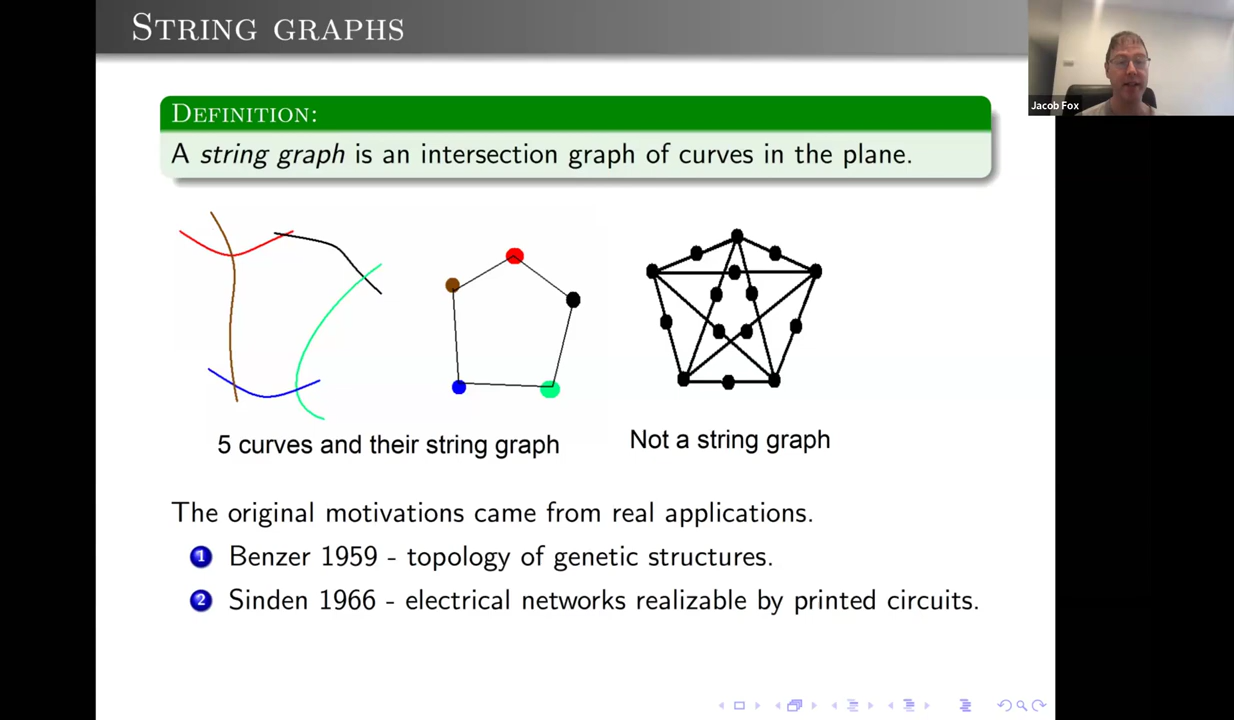 STRING GRAPHS
Jacob Fox
DEFINITION:
A string graph is an intersection graph of curves in the plane.
5 curves and their string graph
Not a string graph
The original motivations came from real applications.
1 Benzer 1959 - topology of genetic structures.
2 Sinden 1966 - electrical networks realizable by printed circuits.